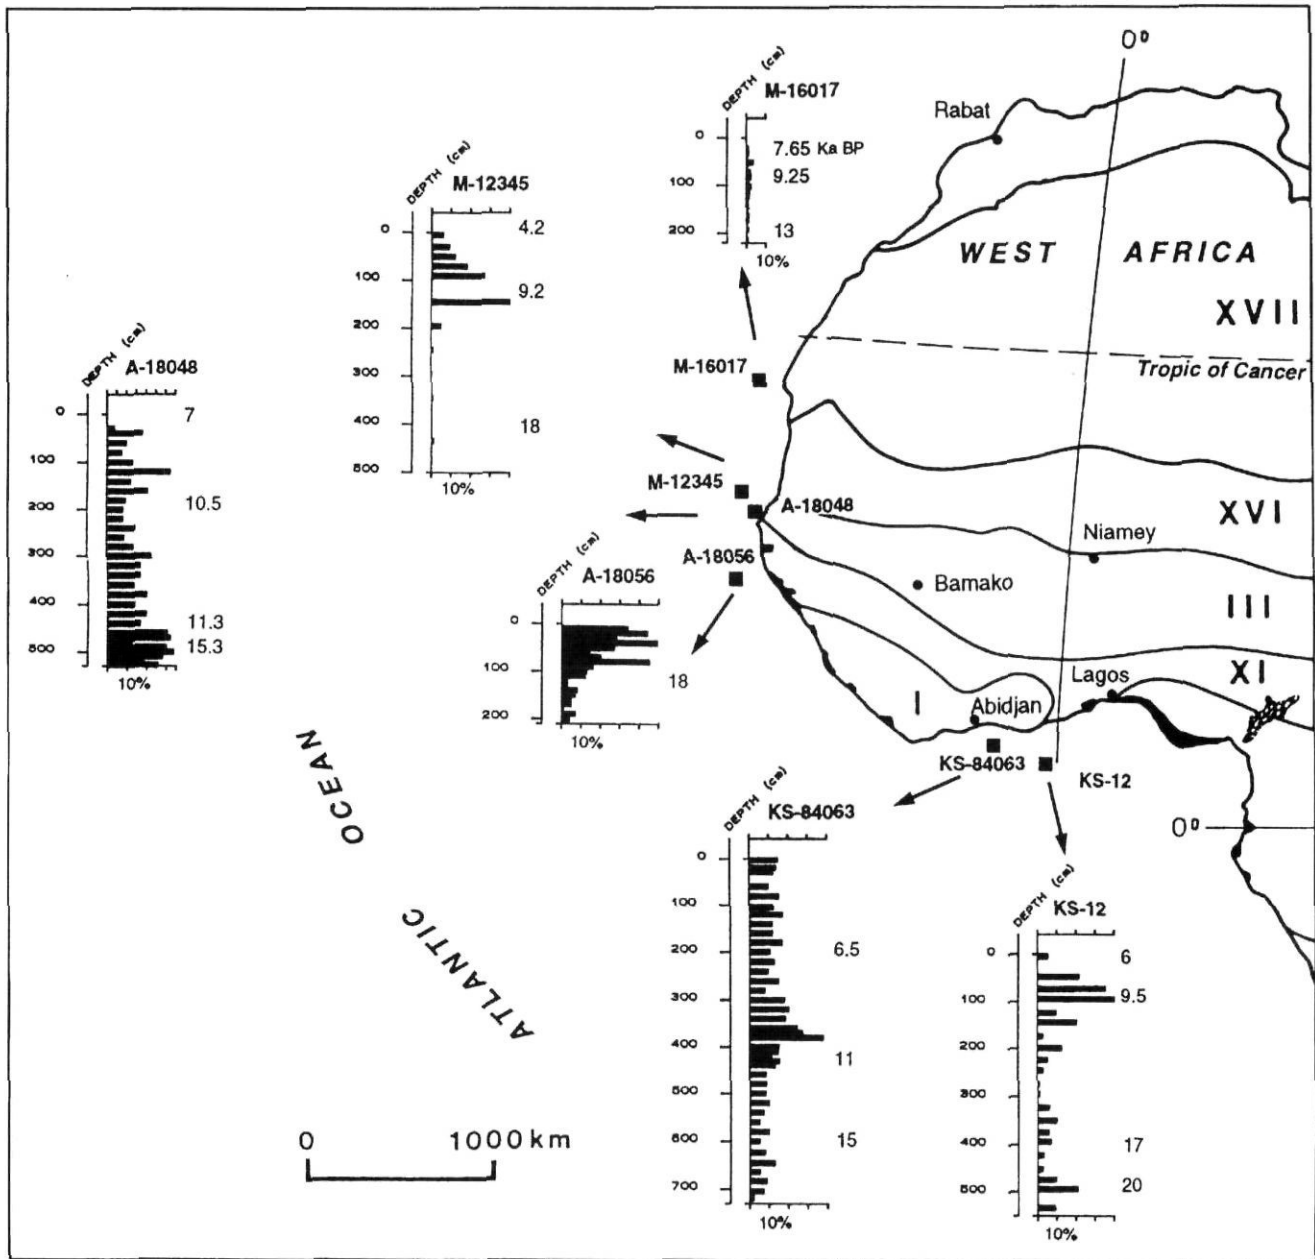 0°
DEPTH (cm)
M-16017
0
7.65 Ka BP
100
9.25
200
13
10%
Rabat
DEPTH (cm)
M-12345
0
4.2
100
9.2
200
300
400
18
500
10%
WEST AFRICA
XVII
Tropic of Cancer
DEPTH (cm)
A-18048
0
7
100
200
10.5
300
400
11.3
500
15.3
10%
M-16017
M-12345
A-18048
A-18056
XVI
Niamey
Bamako
III
XI
Lagos
I
Abidjan
KS-84063
KS-12
0°
DEPTH (cm)
A-18056
0
100
18
200
10%
ATLANTIC OCEAN
DEPTH (cm)
KS-84063
0
100
200
6.5
300
400
11
500
600
15
700
10%
DEPTH (cm)
KS-12
0
6
100
9.5
200
300
400
17
500
20
10%
0 1000 km